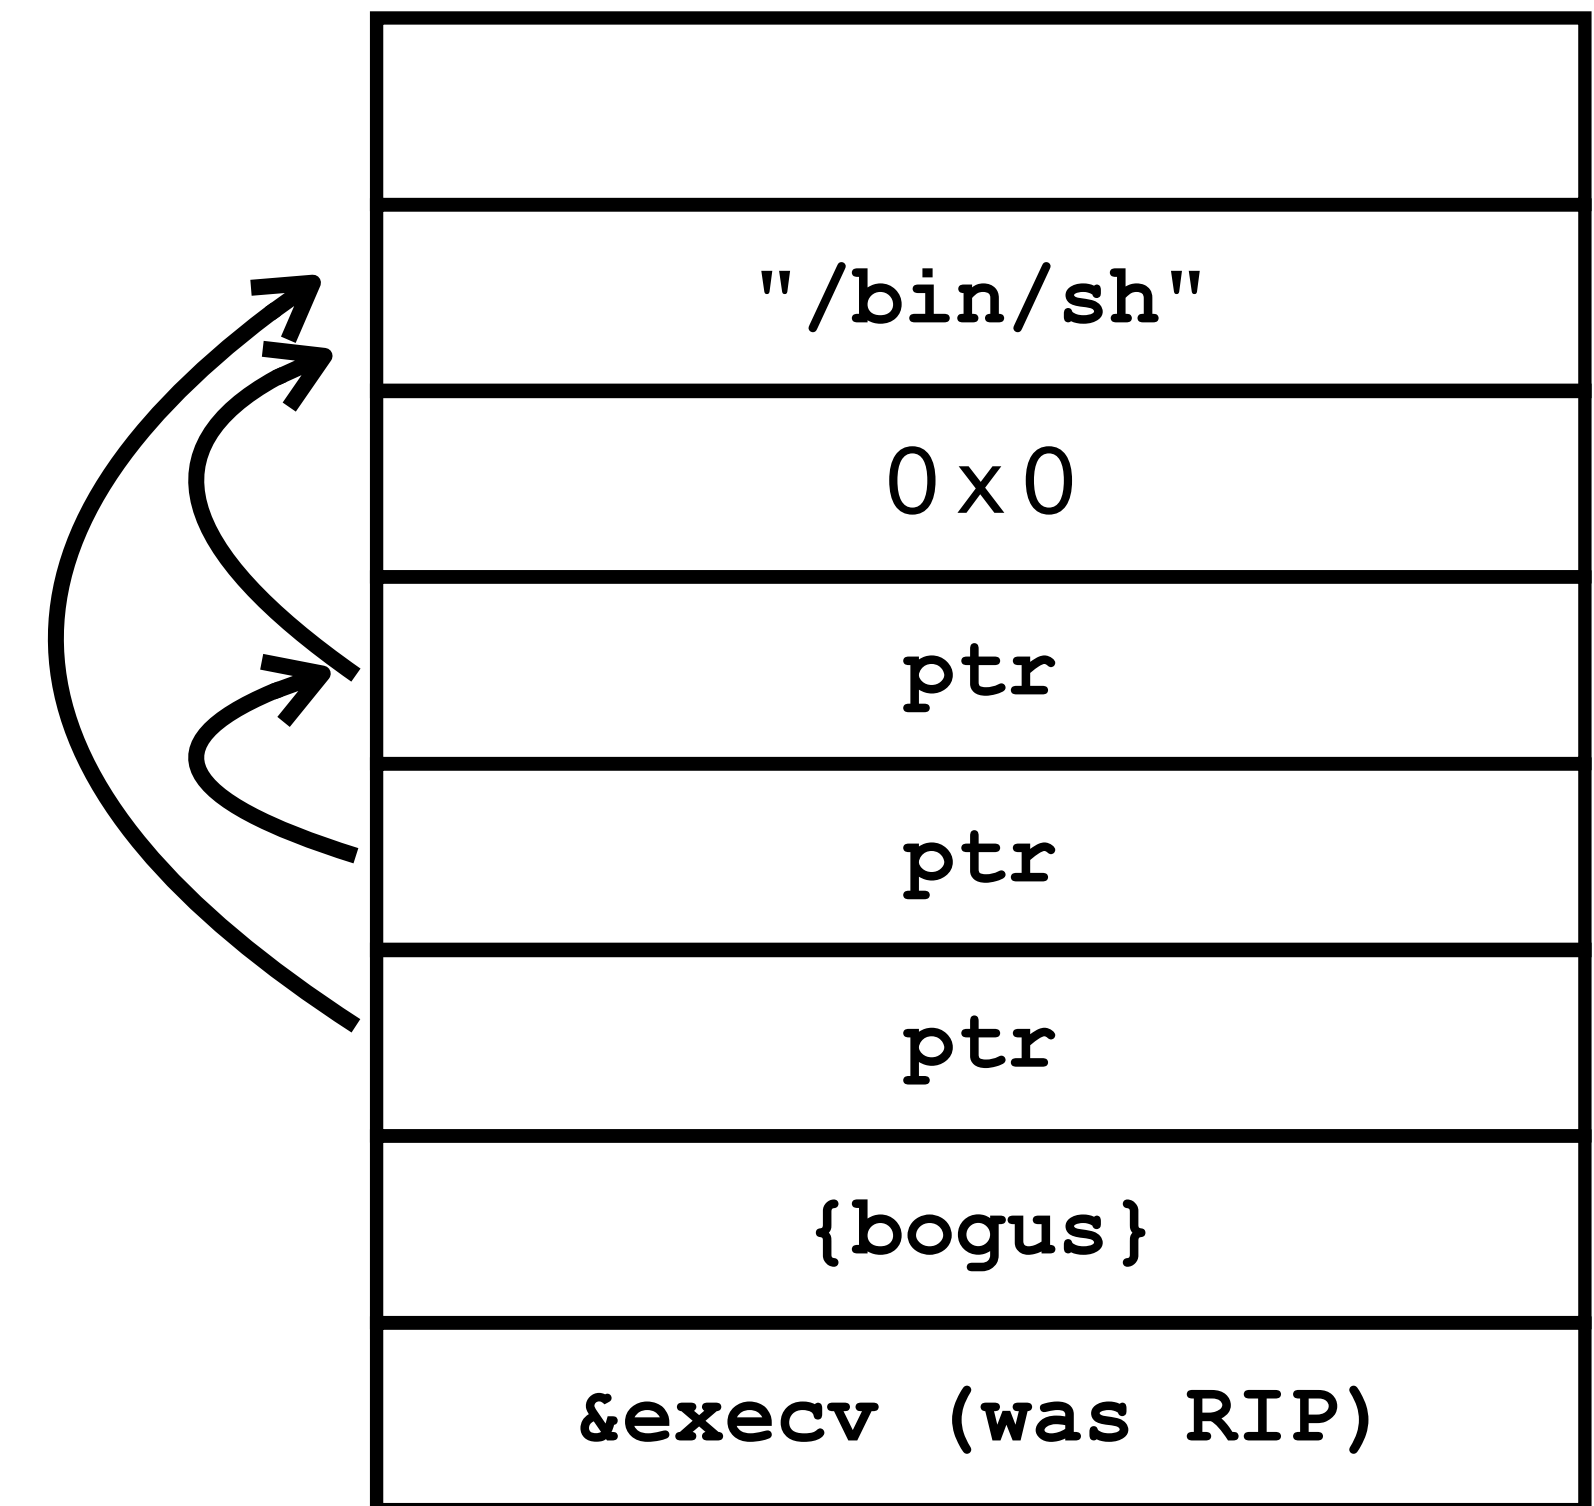 "/bin/sh"
0x0
ptr
ptr
ptr
{bogus}
&execv (was RIP)